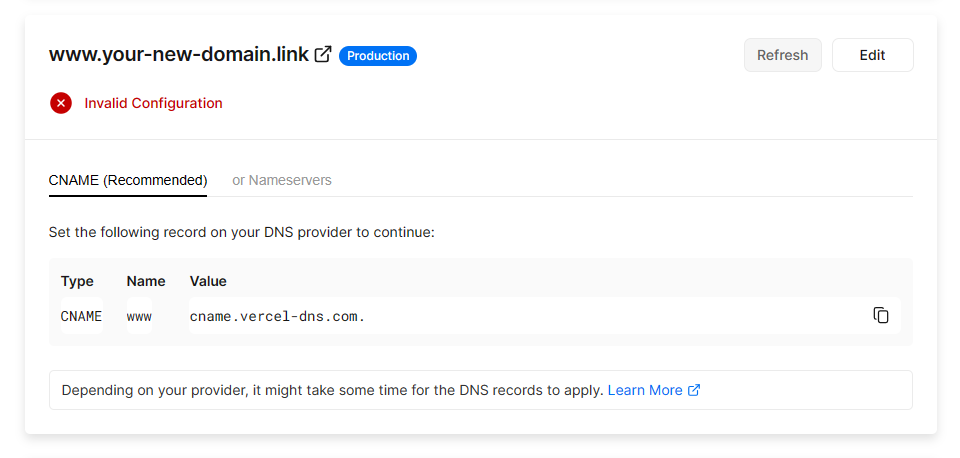 www.your-new-domain.link Production Refresh Edit
Invalid Configuration
CNAME (Recommended) or Nameservers
Set the following record on your DNS provider to continue:
Type Name Value
CNAME www cname.vercel-dns.com.
Depending on your provider, it might take some time for the DNS records to apply. Learn More